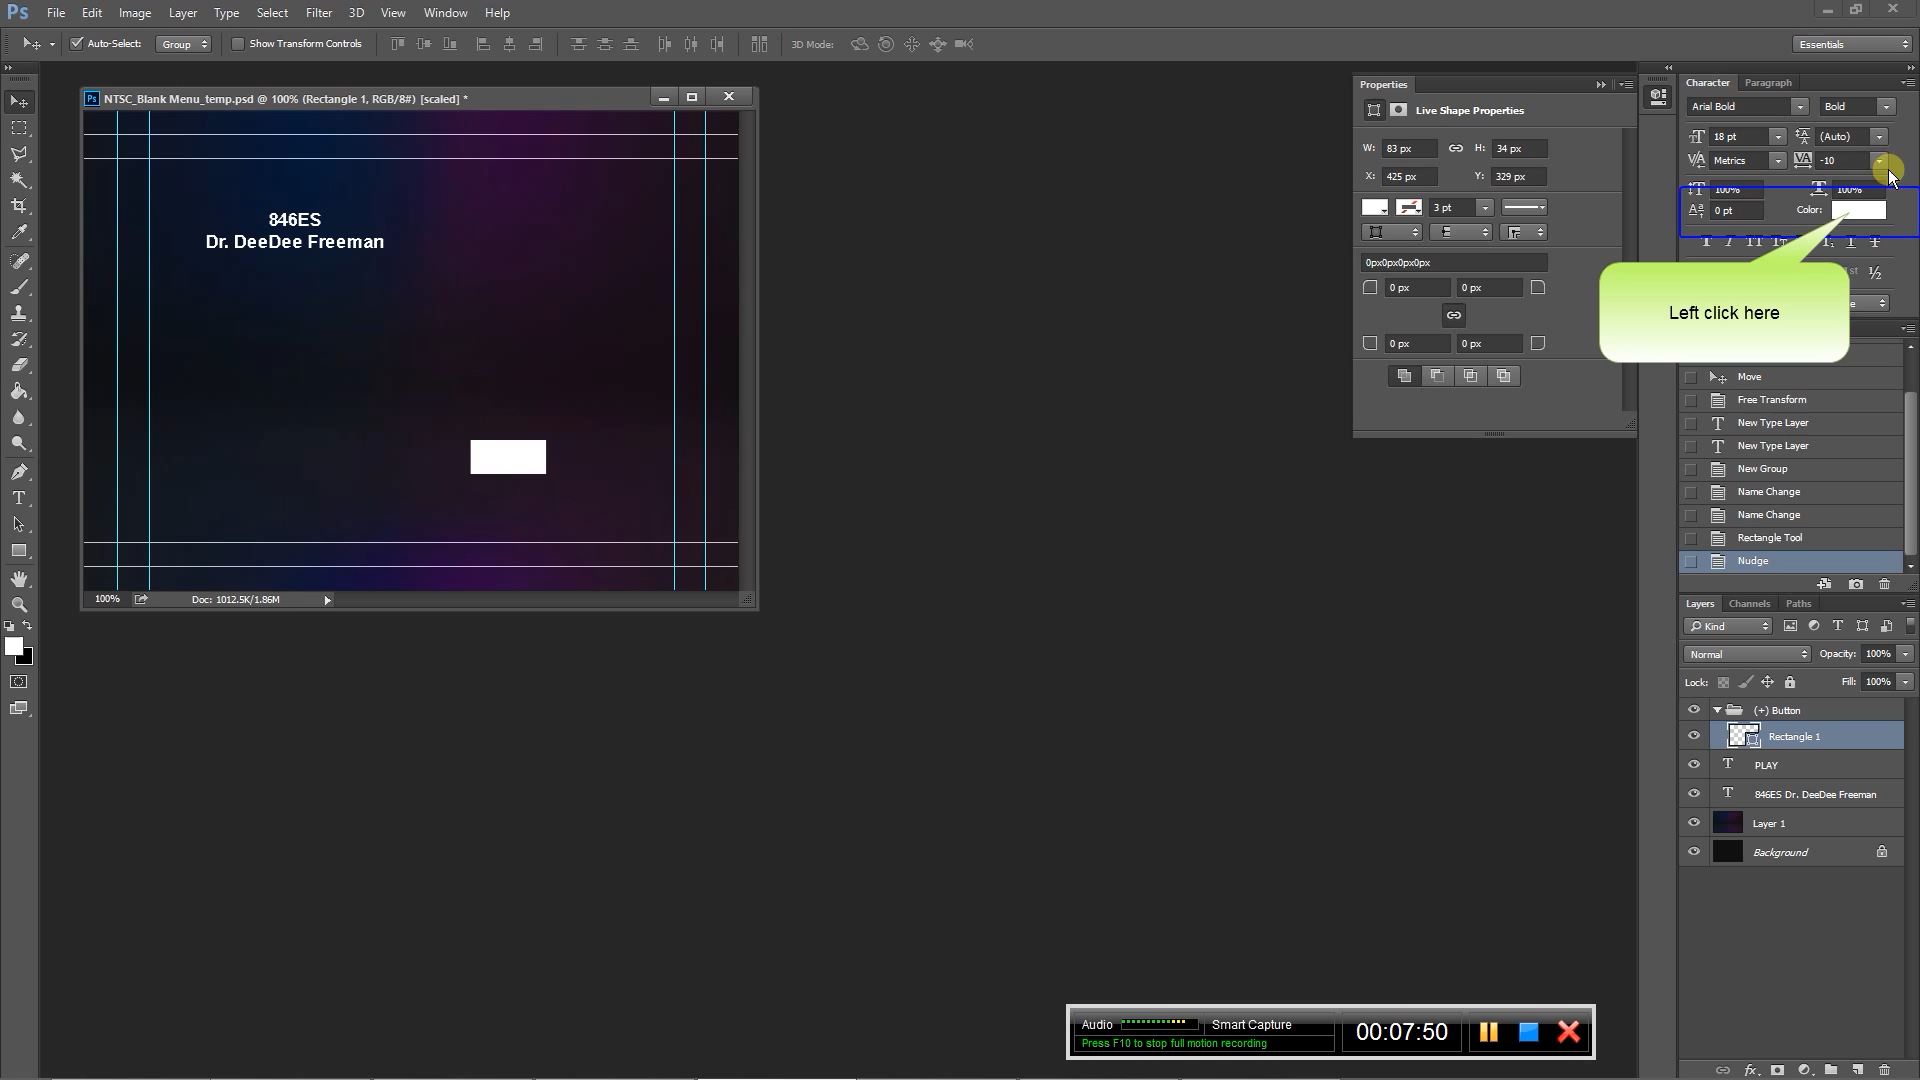 Ps File Edit Image Layer Type Select Filter 3D View Window Help
Auto-Select: Group Show Transform Controls 3D Mode: Essentials
Ps NTSC_Blank Menu_temp.psd @ 100% (Rectangle 1, RGB/8#) [scaled] *
846ES
Dr. DeeDee Freeman
100% Doc: 1012.5K/1.86M
Properties
Live Shape Properties
W: 83 px H: 34 px
X: 425 px Y: 329 px
3 pt
0px0px0px0px
0 px 0 px
0 px 0 px
Character Paragraph
Arial Bold Bold
18 pt (Auto)
Metrics -10
100% 100%
0 pt Color:
Left click here
Move
Free Transform
New Type Layer
New Type Layer
New Group
Name Change
Name Change
Rectangle Tool
Nudge
Layers Channels Paths
Kind
Normal Opacity: 100%
Lock: Fill: 100%
(+) Button
Rectangle 1
PLAY
846ES Dr. DeeDee Freeman
Layer 1
Background
Audio Smart Capture 00:07:50
Press F10 to stop full motion recording